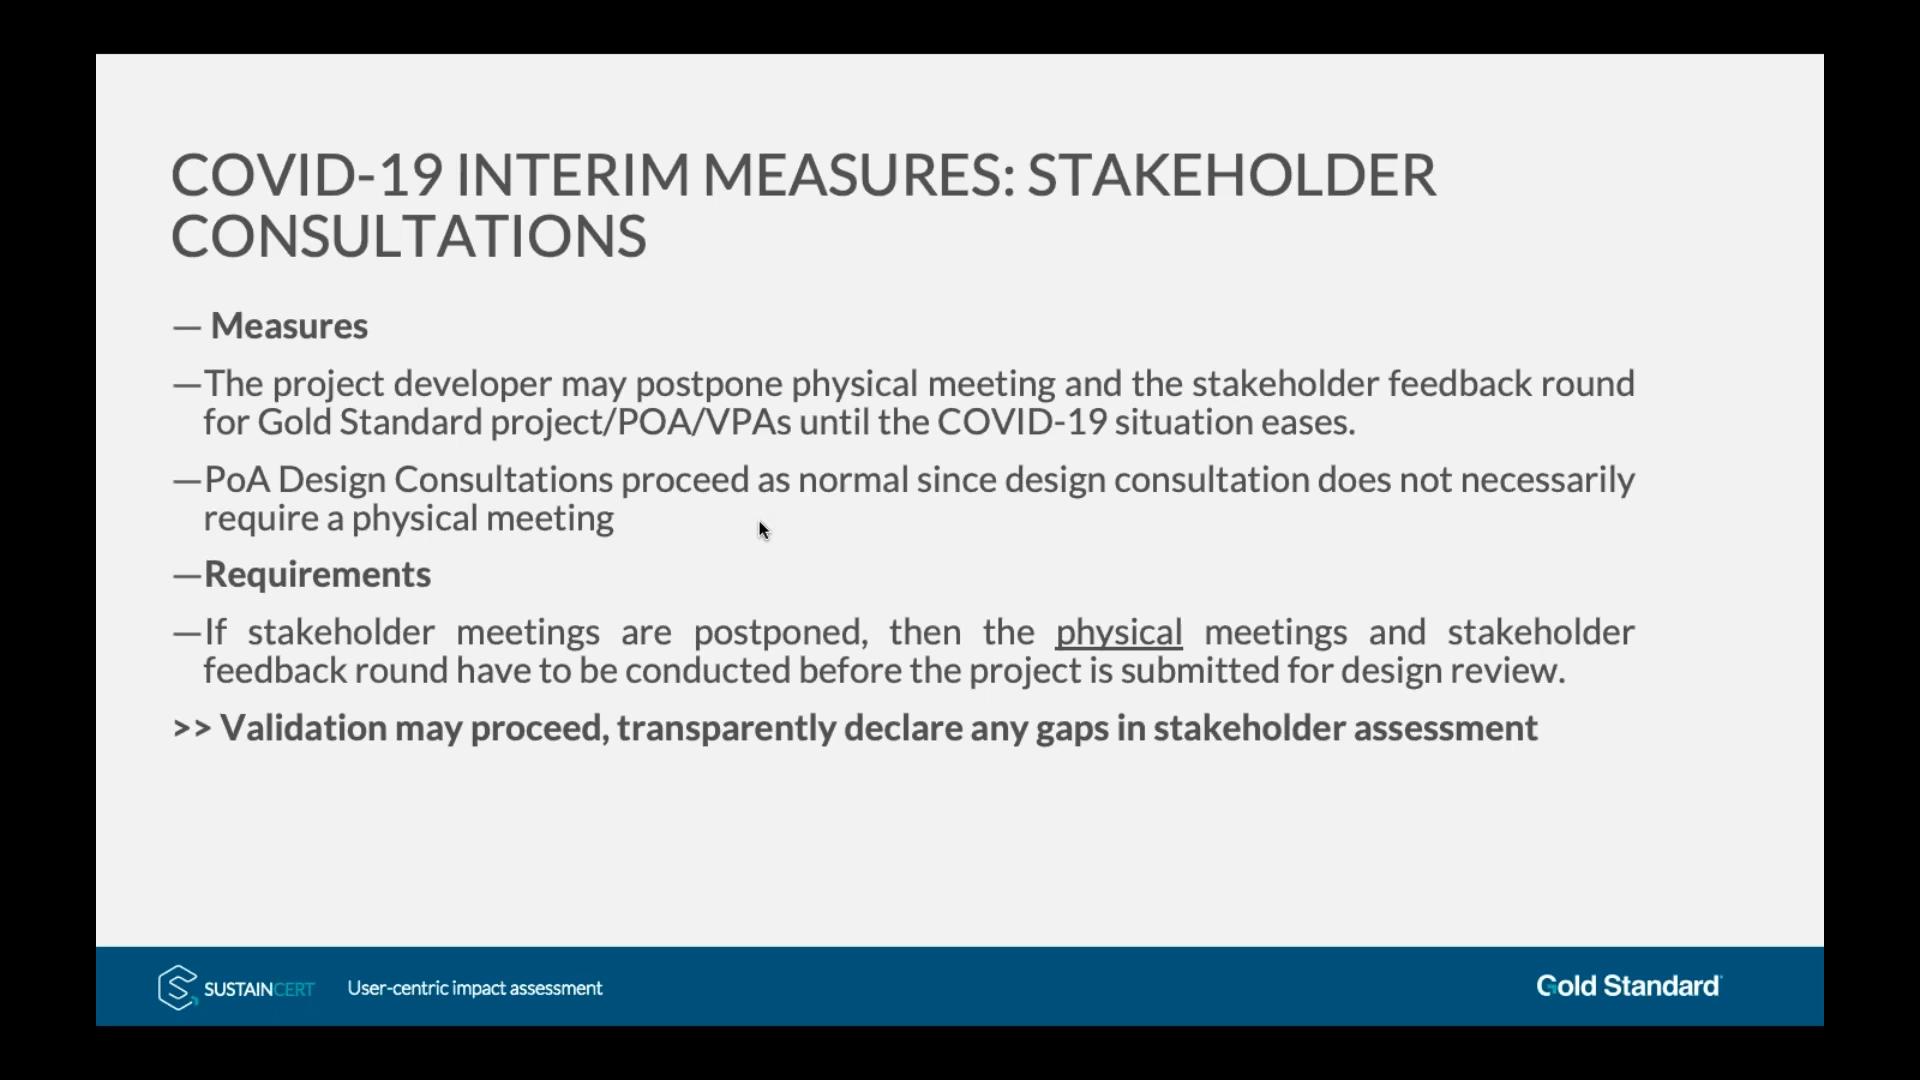 COVID-19 INTERIM MEASURES: STAKEHOLDER
CONSULTATIONS
— Measures
—The project developer may postpone physical meeting and the stakeholder feedback round
for Gold Standard project/POA/VPAs until the COVID-19 situation eases.
—PoA Design Consultations proceed as normal since design consultation does not necessarily
require a physical meeting
—Requirements
—If stakeholder meetings are postponed, then the physical meetings and stakeholder
feedback round have to be conducted before the project is submitted for design review.
>> Validation may proceed, transparently declare any gaps in stakeholder assessment
SUSTAINCERT User-centric impact assessment Gold Standard